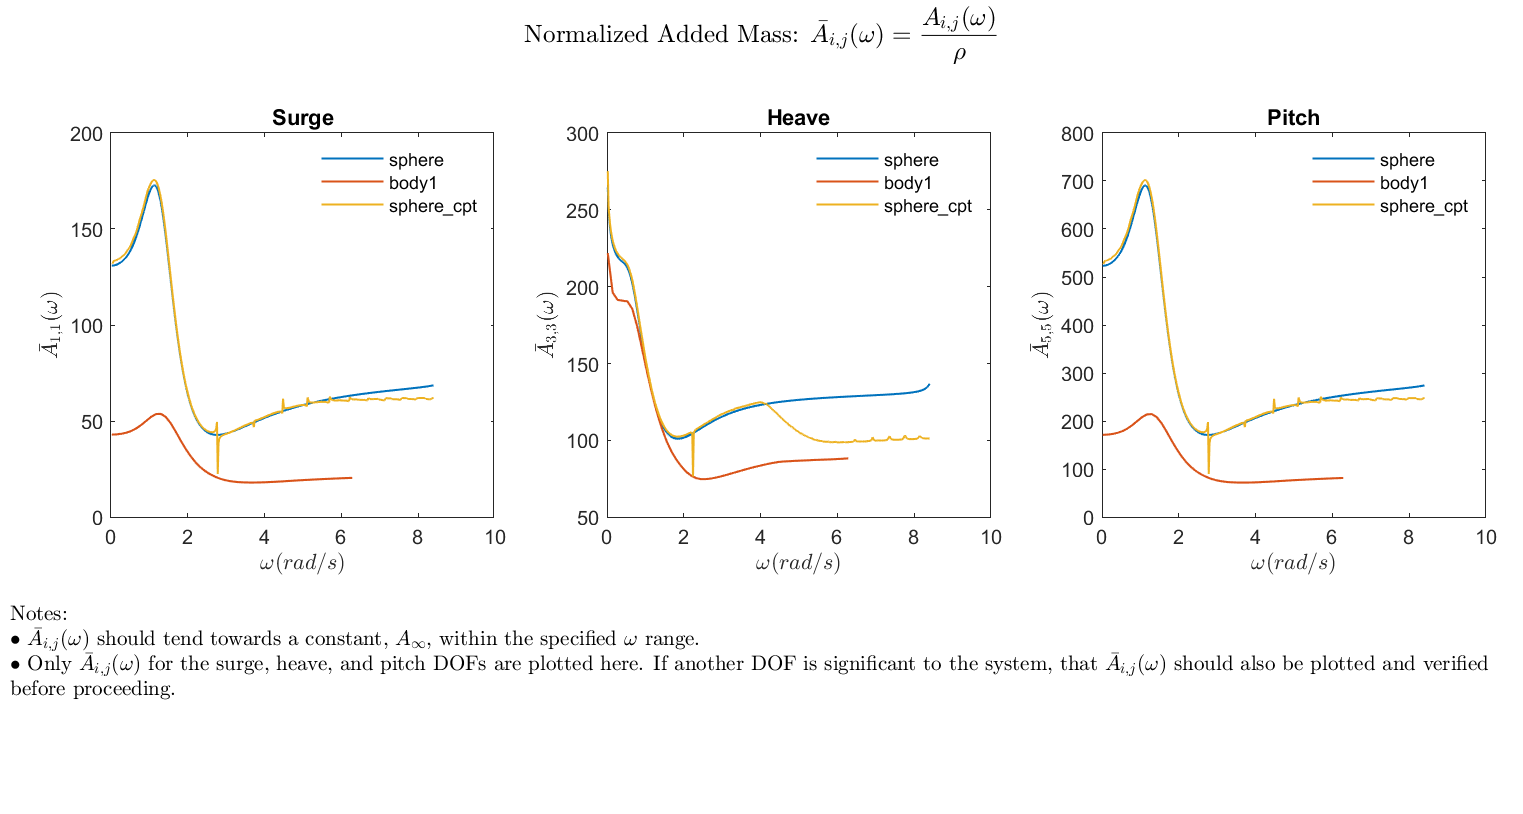 Normalized Added Mass: Ā_{i,j}(ω) = A_{i,j}(ω) / ρ
Surge
200
150
100
50
0
0 2 4 6 8 10
Ā_{1,1}(ω)
ω(rad/s)
sphere
body1
sphere_cpt
Heave
300
250
200
150
100
50
0 2 4 6 8 10
Ā_{3,3}(ω)
ω(rad/s)
sphere
body1
sphere_cpt
Pitch
800
700
600
500
400
300
200
100
0
0 2 4 6 8 10
Ā_{5,5}(ω)
ω(rad/s)
sphere
body1
sphere_cpt
Notes:
• Ā_{i,j}(ω) should tend towards a constant, A_∞, within the specified ω range.
• Only Ā_{i,j}(ω) for the surge, heave, and pitch DOFs are plotted here. If another DOF is significant to the system, that Ā_{i,j}(ω) should also be plotted and verified
before proceeding.